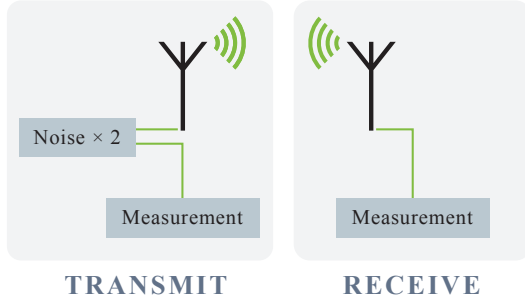 Noise × 2
Measurement
Measurement
TRANSMIT
RECEIVE